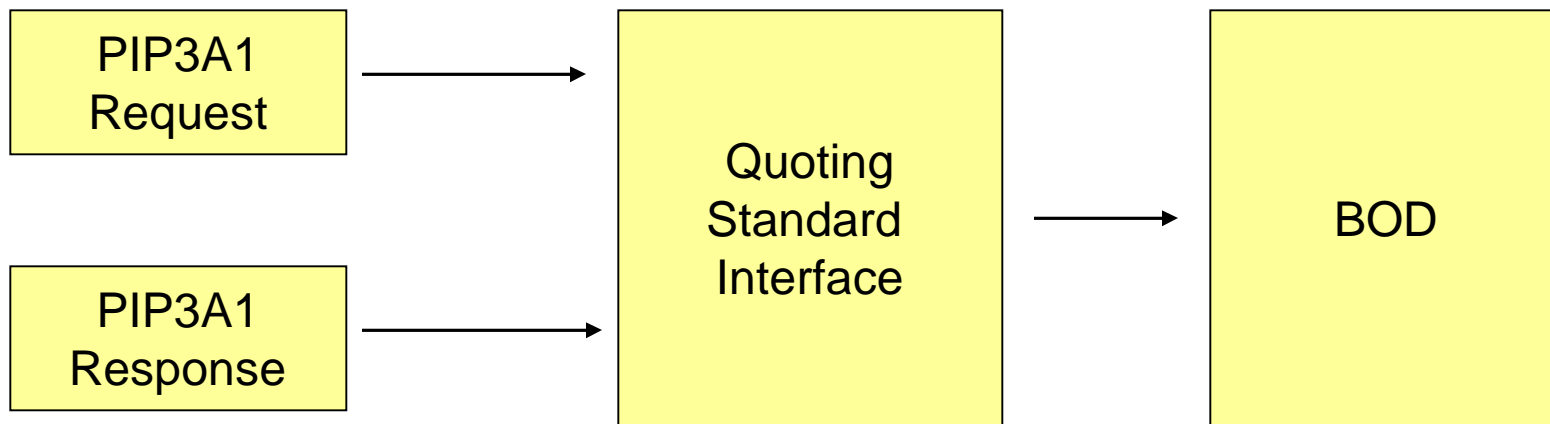 PIP3A1
Request
PIP3A1
Response
Quoting
Standard
Interface
BOD